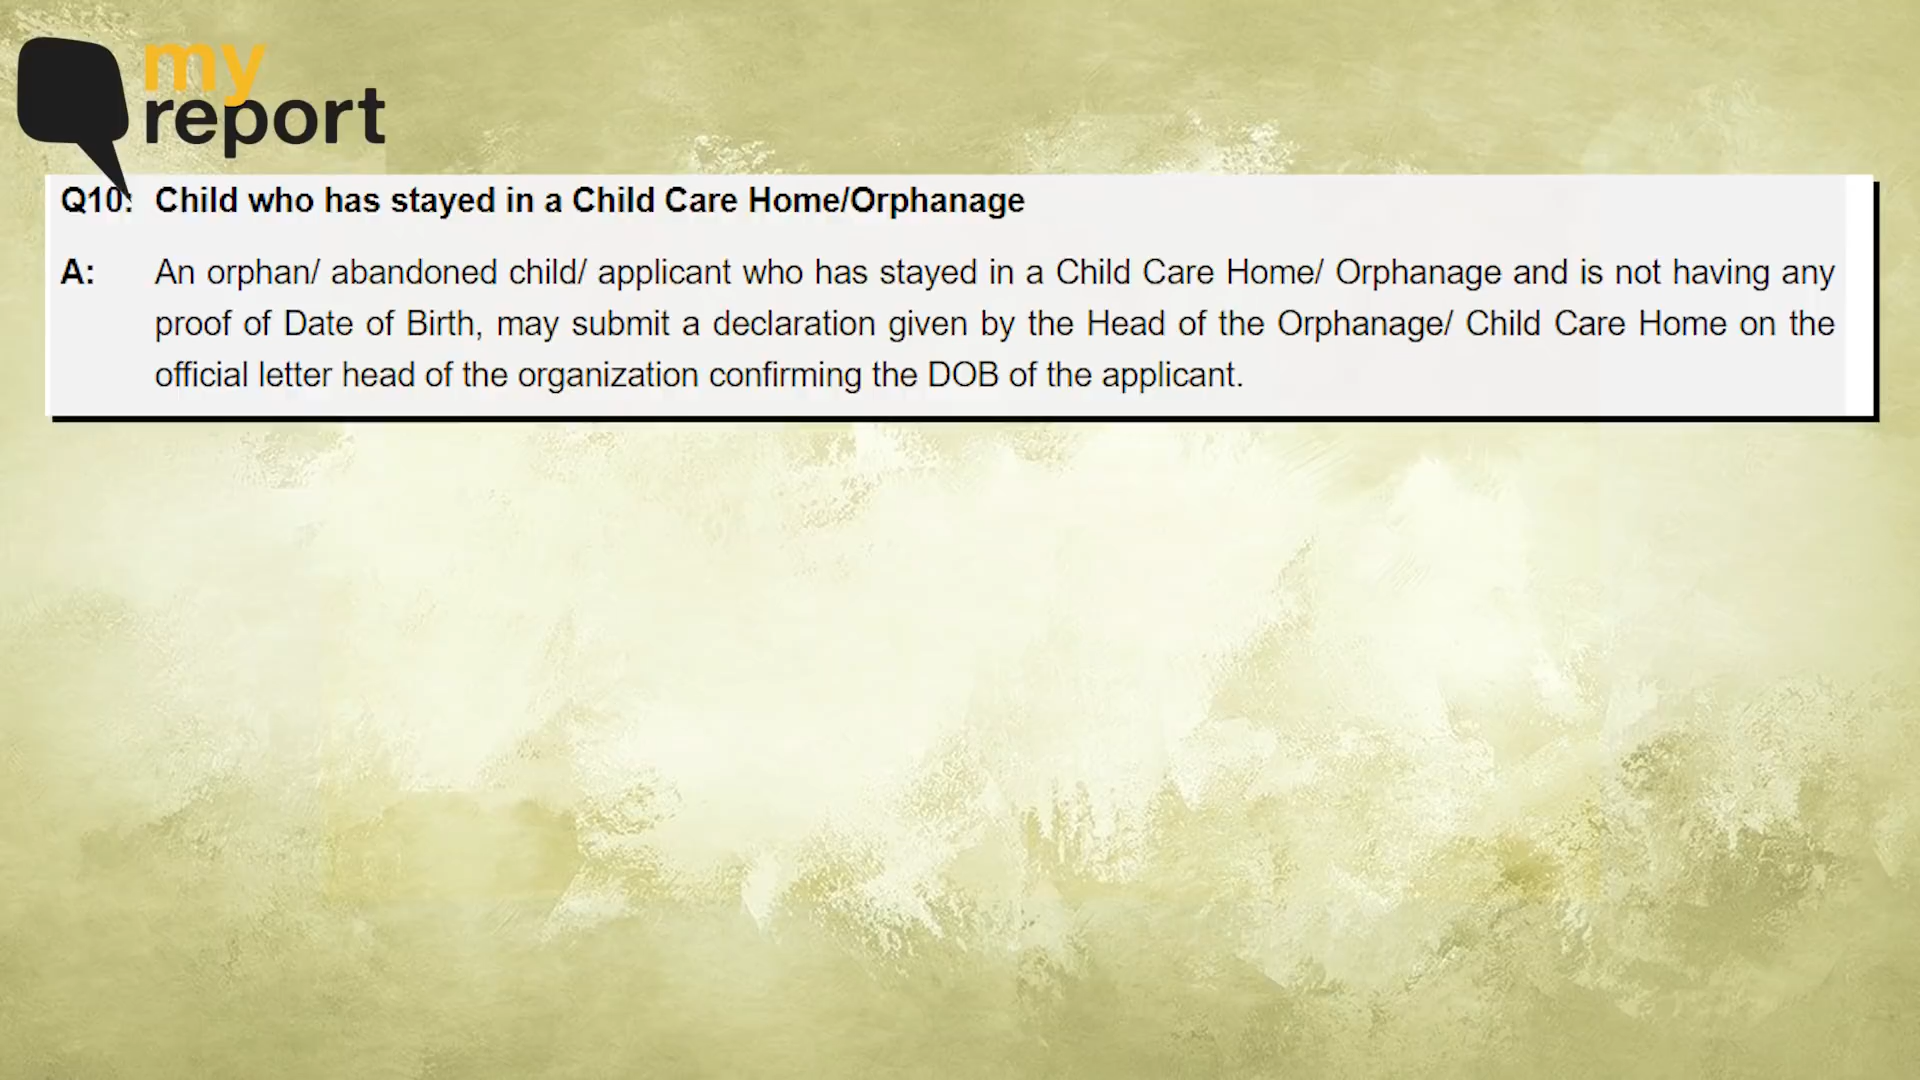 my
report
Q10: Child who has stayed in a Child Care Home/Orphanage
A: An orphan/ abandoned child/ applicant who has stayed in a Child Care Home/ Orphanage and is not having any
proof of Date of Birth, may submit a declaration given by the Head of the Orphanage/ Child Care Home on the
official letter head of the organization confirming the DOB of the applicant.